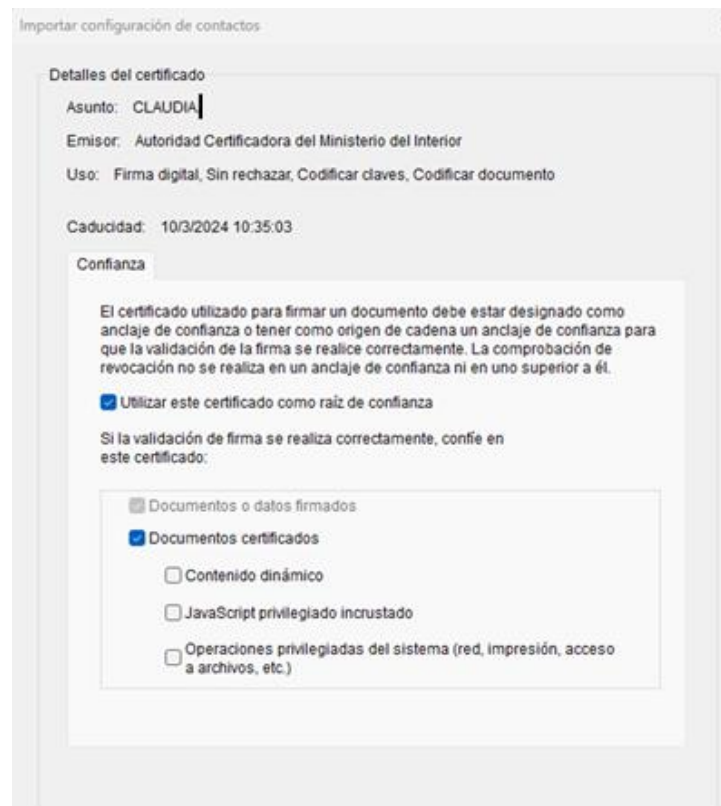 Importar configuración de contactos
Detalles del certificado
Asunto: CLAUDIA
Emisor: Autoridad Certificadora del Ministerio del Interior
Uso: Firma digital, Sin rechazar, Codificar claves, Codificar documento
Caducidad: 10/3/2024 10:35:03
Confianza
El certificado utilizado para firmar un documento debe estar designado como
anclaje de confianza o tener como origen de cadena un anclaje de confianza para
que la validación de la firma se realice correctamente. La comprobación de
revocación no se realiza en un anclaje de confianza ni en uno superior a él.
Utilizar este certificado como raíz de confianza
Si la validación de firma se realiza correctamente, confíe en
este certificado:
Documentos o datos firmados
Documentos certificados
Contenido dinámico
JavaScript privilegiado incrustado
Operaciones privilegiadas del sistema (red, impresión, acceso
a archivos, etc.)